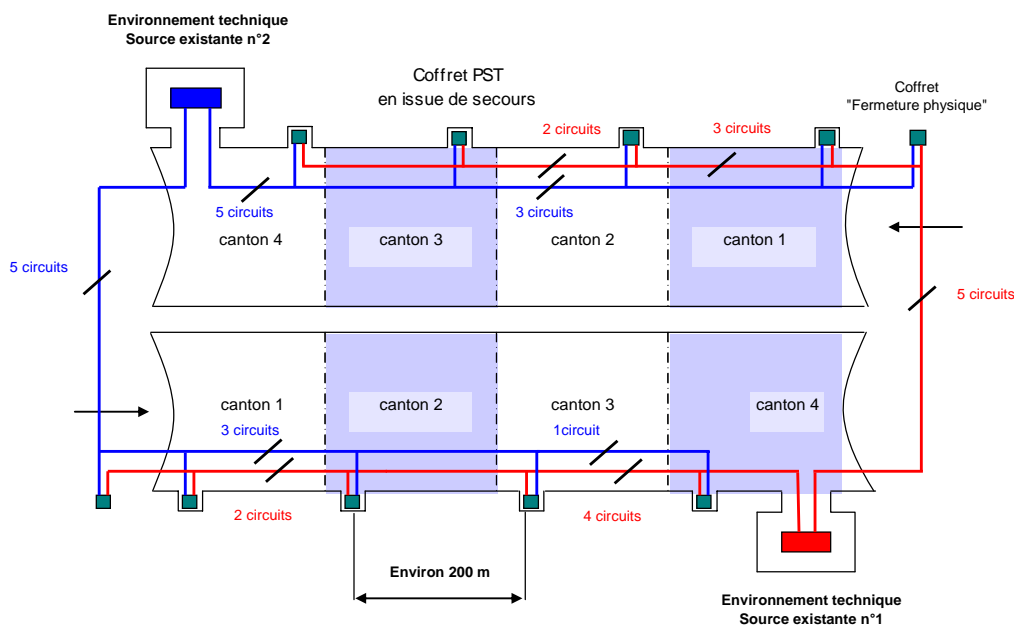 Environnement technique
Source existante n°2
Coffret PST
en issue de secours
Coffret
"Fermeture physique"
2 circuits
3 circuits
5 circuits
3 circuits
canton 4
canton 3
canton 2
canton 1
5 circuits
5 circuits
canton 1
canton 2
canton 3
canton 4
3 circuits
1circuit
2 circuits
4 circuits
Environ 200 m
Environnement technique
Source existante n°1